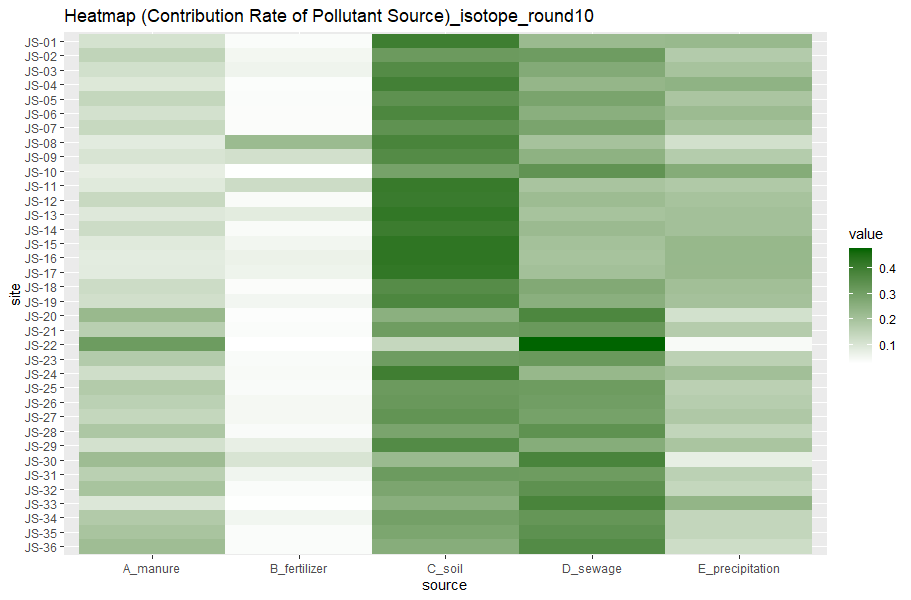 Heatmap (Contribution Rate of Pollutant Source)_isotope_round10
JS-01
JS-02
JS-03
JS-04
JS-05
JS-06
JS-07
JS-08
JS-09
JS-10
JS-11
JS-12
JS-13
JS-14
JS-15
JS-16
JS-17
JS-18
JS-19
JS-20
JS-21
JS-22
JS-23
JS-24
JS-25
JS-26
JS-27
JS-28
JS-29
JS-30
JS-31
JS-32
JS-33
JS-34
JS-35
JS-36
site
A_manure B_fertilizer C_soil D_sewage E_precipitation
source
value
0.4
0.3
0.2
0.1